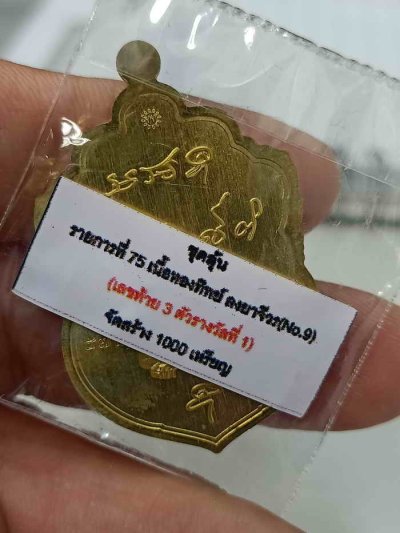 ชุดลุ้น
รายการที่ 75 เนื้อทองทิพย์ ลงยาจีวร(No.9)
(เลขท้าย 3 ตัวรางวัลที่ 1)
จัดสร้าง 1000 เหรียญ